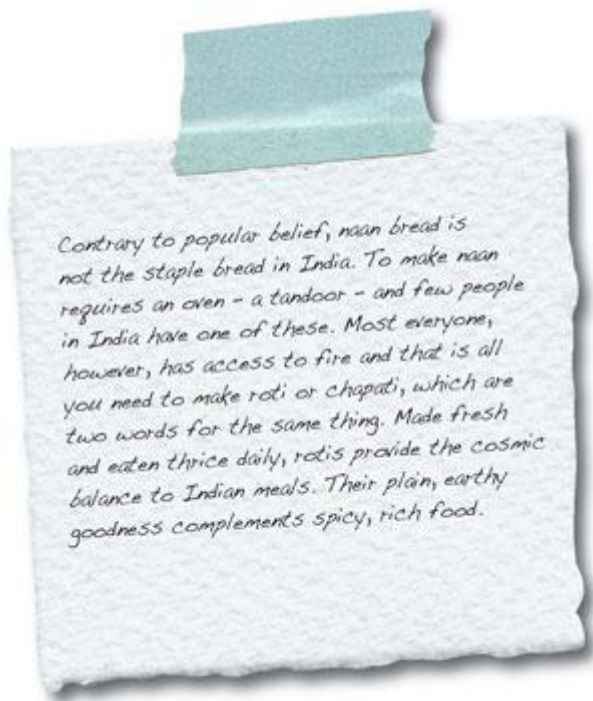 Contrary to popular belief, naan bread is
not the staple bread in India. To make naan
requires an oven - a tandoor - and few people
in India have one of these. Most everyone,
however, has access to fire and that is all
you need to make roti or chapati, which are
two words for the same thing. Made fresh
and eaten thrice daily, rotis provide the cosmic
balance to Indian meals. Their plain, earthy
goodness complements spicy, rich food.